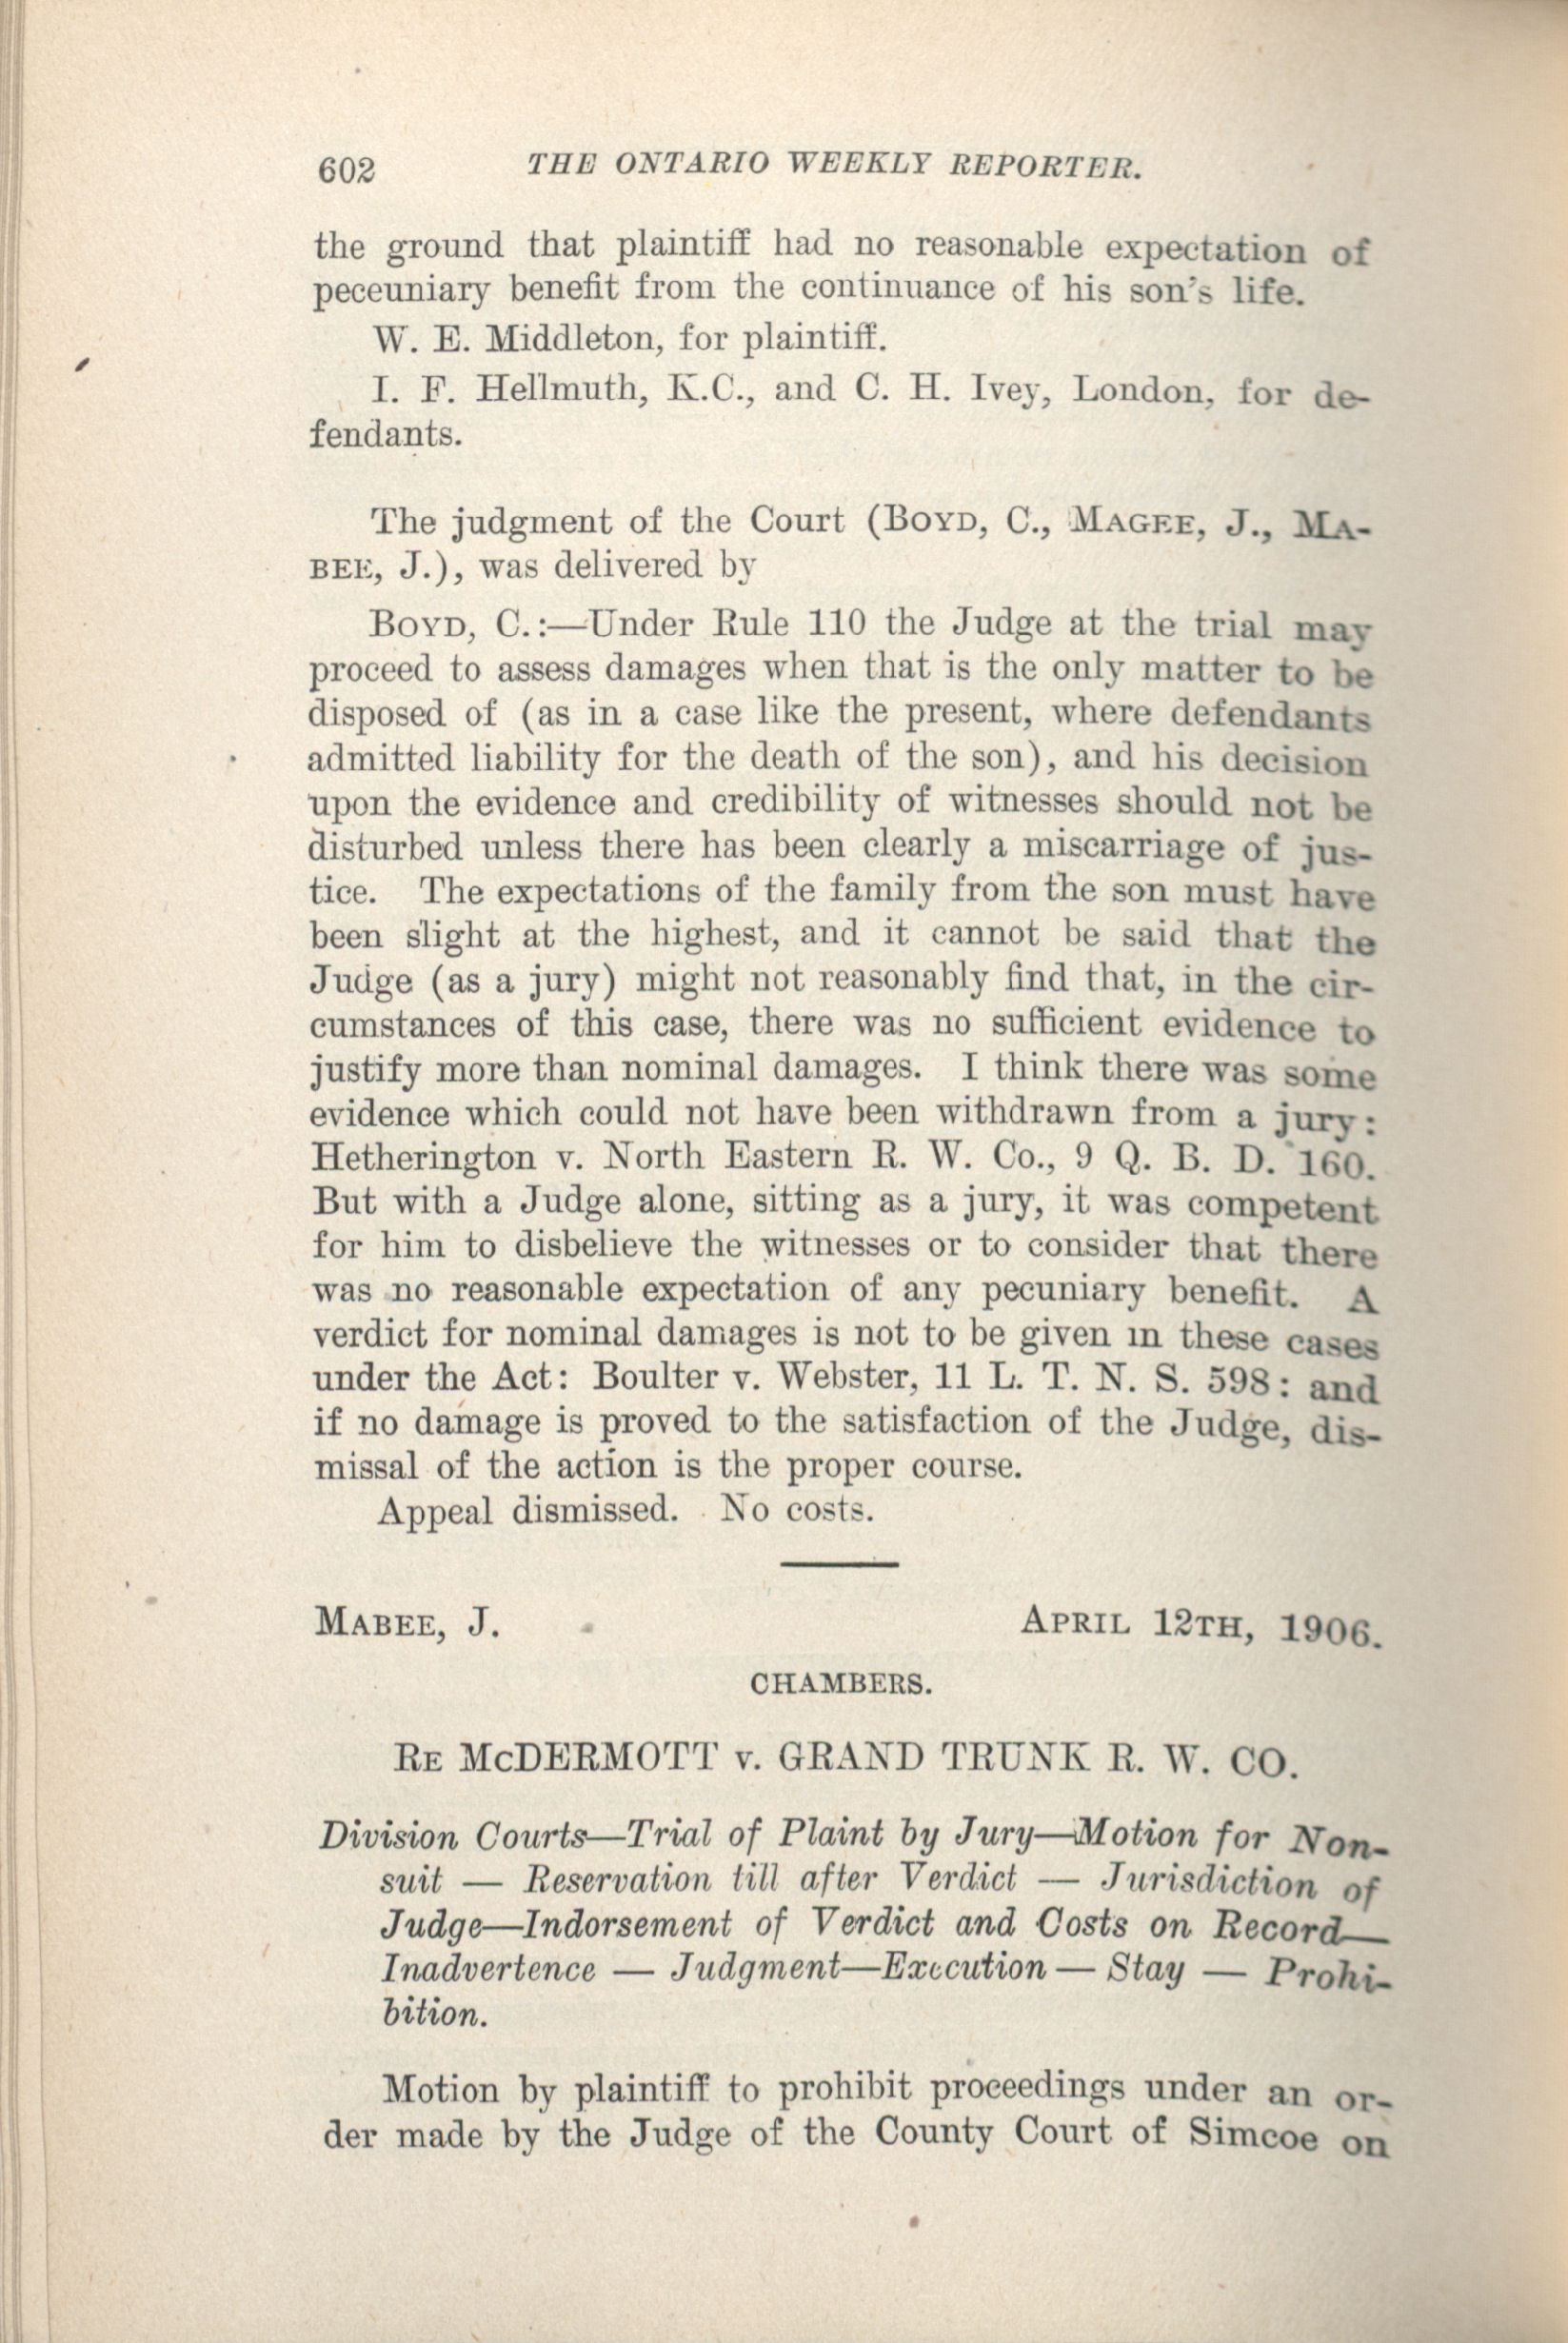 602 THE ONTARIO WEEKLY REPORTER.
the ground that plaintiff had no reasonable expectation of
peceuniary benefit from the continuance of his son's life.
W. E. Middleton, for plaintiff.
I. F. Hellmuth, K.C., and C. H. Ivey, London, for de-
fendants.
The judgment of the Court (BOYD, C., MAGEE, J., MA-
BEE, J.), was delivered by
BOYD, C.:—Under Rule 110 the Judge at the trial may
proceed to assess damages when that is the only matter to be
disposed of (as in a case like the present, where defendants
admitted liability for the death of the son), and his decision
upon the evidence and credibility of witnesses should not be
disturbed unless there has been clearly a miscarriage of jus-
tice. The expectations of the family from the son must have
been slight at the highest, and it cannot be said that the
Judge (as a jury) might not reasonably find that, in the cir-
cumstances of this case, there was no sufficient evidence to
justify more than nominal damages. I think there was some
evidence which could not have been withdrawn from a jury:
Hetherington v. North Eastern R. W. Co., 9 Q. B. D. 160.
But with a Judge alone, sitting as a jury, it was competent
for him to disbelieve the witnesses or to consider that there
was no reasonable expectation of any pecuniary benefit. A
verdict for nominal damages is not to be given in these cases
under the Act: Boulter v. Webster, 11 L. T. N. S. 598: and
if no damage is proved to the satisfaction of the Judge, dis-
missal of the action is the proper course.
Appeal dismissed. No costs.
MABEE, J. APRIL 12TH, 1906.
CHAMBERS.
RE McDERMOTT v. GRAND TRUNK R. W. CO.
Division Courts—Trial of Plaint by Jury—Motion for Non-
suit — Reservation till after Verdict — Jurisdiction of
Judge—Indorsement of Verdict and Costs on Record—
Inadvertence — Judgment—Execution — Stay — Prohi-
bition.
Motion by plaintiff to prohibit proceedings under an or-
der made by the Judge of the County Court of Simcoe on